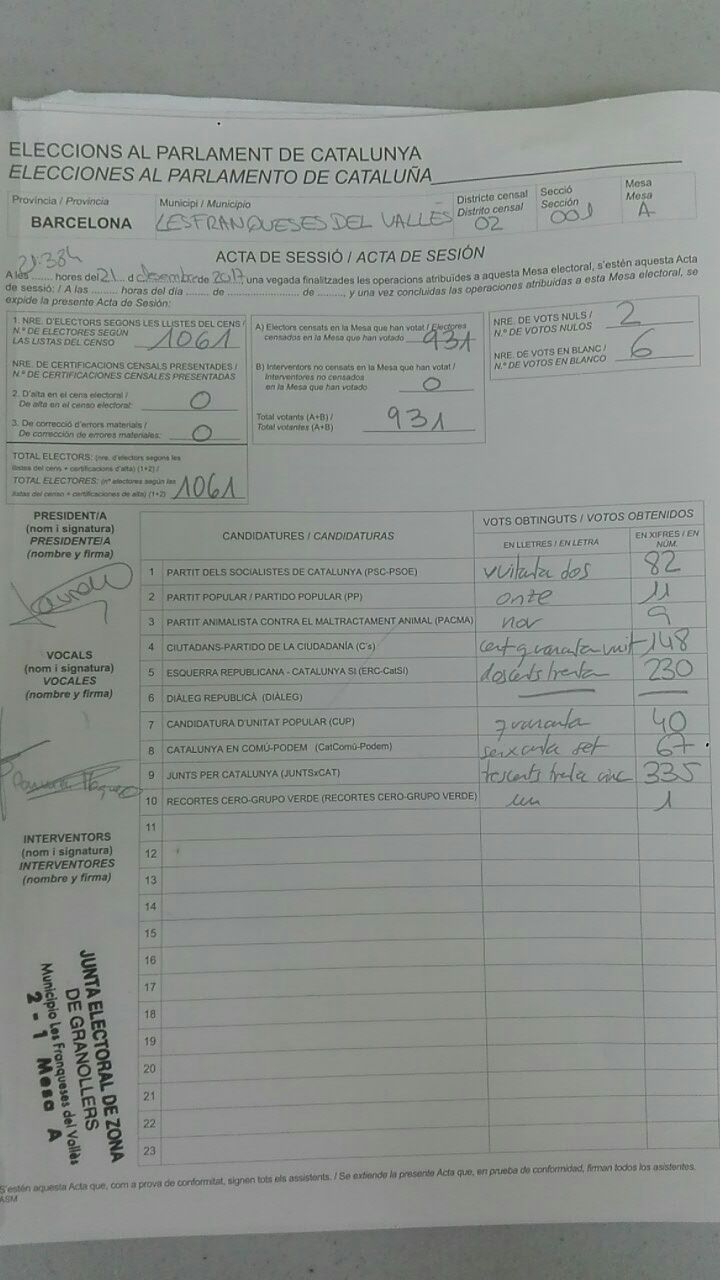 ELECCIONS AL PARLAMENT DE CATALUNYA
ELECCIONES AL PARLAMENTO DE CATALUÑA
Provincia / Provincia
BARCELONA
Municipi / Municipio
LES FRANQUESES DEL VALLES
Districte censal
Distrito censal
02
Secció
Sección
001
Mesa
Mesa
A
ACTA DE SESSIÓ / ACTA DE SESIÓN
A les ........ hores del 21 d desembre de 2017, una vegada finalitzades les operacions atribuïdes a aquesta Mesa electoral, s'estén aquesta Acta
de sessió: / A las ........ horas del día ........ de ........................ de ........, y una vez concluidas las operaciones atribuidas a esta Mesa electoral, se
expide la presente Acta de Sesión:
1. NRE. D'ELECTORS SEGONS LES LLISTES DEL CENS /
N.º DE ELECTORES SEGÚN
LAS LISTAS DEL CENSO 1061
NRE. DE CERTIFICACIONS CENSALS PRESENTADES /
N.º DE CERTIFICACIONES CENSALES PRESENTADAS
2. D'alta en el cens electoral /
De alta en el censo electoral: 0
3. De correcció d'errors materials /
De corrección de errores materiales: 0
TOTAL ELECTORS: (nre. d'electors segons les
llistes del cens + certificacions d'alta) (1+2) /
TOTAL ELECTORES: (nº electores según las
listas del censo + certificaciones de alta) (1+2) 1061
A) Electors censats en la Mesa que han votat / Electores
censados en la Mesa que han votado 931
B) Interventors no censats en la Mesa que han votat /
Interventores no censados
en la Mesa que han votado 0
Total votants (A+B) /
Total votantes (A+B) 931
NRE. DE VOTS NULS /
N.º DE VOTOS NULOS 2
NRE. DE VOTS EN BLANC /
N.º DE VOTOS EN BLANCO 6
PRESIDENT/A
(nom i signatura)
PRESIDENTE/A
(nombre y firma)
VOCALS
(nom i signatura)
VOCALES
(nombre y firma)
INTERVENTORS
(nom i signatura)
INTERVENTORES
(nombre y firma)
CANDIDATURES / CANDIDATURAS
VOTS OBTINGUTS / VOTOS OBTENIDOS
EN LLETRES / EN LETRA
EN XIFRES / EN NÚM.
1 PARTIT DELS SOCIALISTES DE CATALUNYA (PSC-PSOE) vuitanta dos 82
2 PARTIT POPULAR / PARTIDO POPULAR (PP) onze 11
3 PARTIT ANIMALISTA CONTRA EL MALTRACTAMENT ANIMAL (PACMA) nou 9
4 CIUTADANS-PARTIDO DE LA CIUDADANÍA (C's) cent quaranta vuit 148
5 ESQUERRA REPUBLICANA - CATALUNYA SÍ (ERC-CatSí) doscents trenta 230
6 DIÀLEG REPUBLICÀ (DIÀLEG)
7 CANDIDATURA D'UNITAT POPULAR (CUP) quaranta 40
8 CATALUNYA EN COMÚ-PODEM (CatComú-Podem) seixanta set 67
9 JUNTS PER CATALUNYA (JUNTSxCAT) trescents trenta cinc 335
10 RECORTES CERO-GRUPO VERDE (RECORTES CERO-GRUPO VERDE) un 1
11
12
13
14
15
16
17
18
19
20
21
22
23
JUNTA ELECTORAL DE ZONA
DE GRANOLLERS
Municipio Les Franqueses del Vallès
2 - 1 Mesa A
S'estén aquesta Acta que, com a prova de conformitat, signen tots els assistents. / Se extiende la presente Acta que, en prueba de conformidad, firman todos los asistentes.
ASM